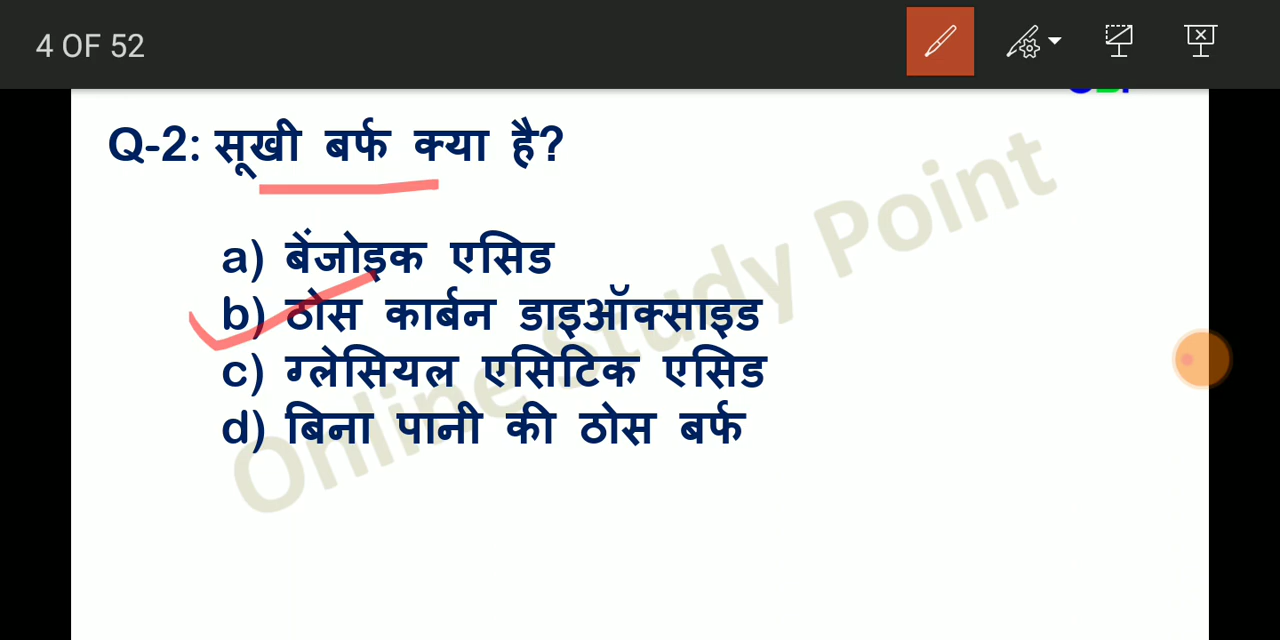 4 OF 52
Q-2: सूखी बर्फ क्या है?
a) बेंजोइक एसिड
b) ठोस कार्बन डाइऑक्साइड
c) ग्लेसियल एसिटिक एसिड
d) बिना पानी की ठोस बर्फ
Online Study Point